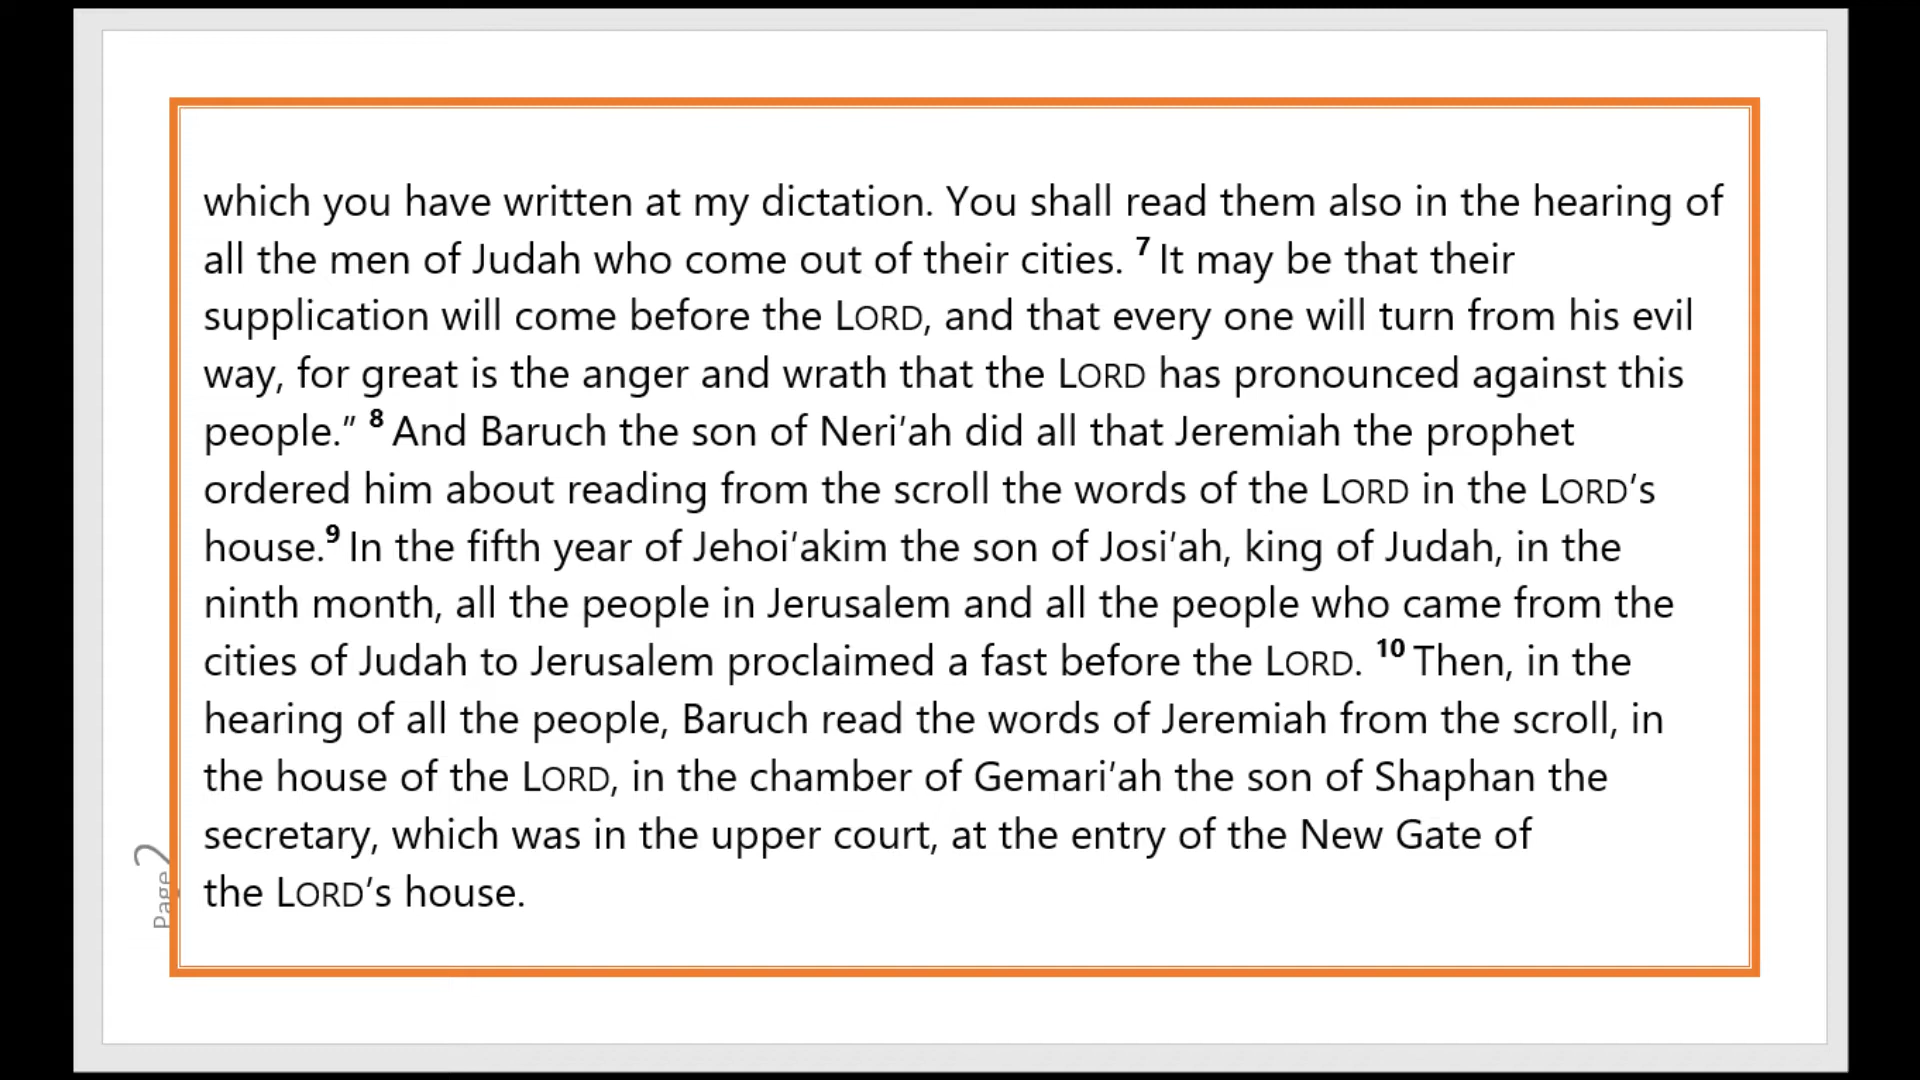 which you have written at my dictation. You shall read them also in the hearing of
all the men of Judah who come out of their cities. 7 It may be that their
supplication will come before the LORD, and that every one will turn from his evil
way, for great is the anger and wrath that the LORD has pronounced against this
people.” 8 And Baruch the son of Neri′ah did all that Jeremiah the prophet
ordered him about reading from the scroll the words of the LORD in the LORD’s
house.9 In the fifth year of Jehoi′akim the son of Josi′ah, king of Judah, in the
ninth month, all the people in Jerusalem and all the people who came from the
cities of Judah to Jerusalem proclaimed a fast before the LORD. 10 Then, in the
hearing of all the people, Baruch read the words of Jeremiah from the scroll, in
the house of the LORD, in the chamber of Gemari′ah the son of Shaphan the
secretary, which was in the upper court, at the entry of the New Gate of
the LORD’s house.
Page 2